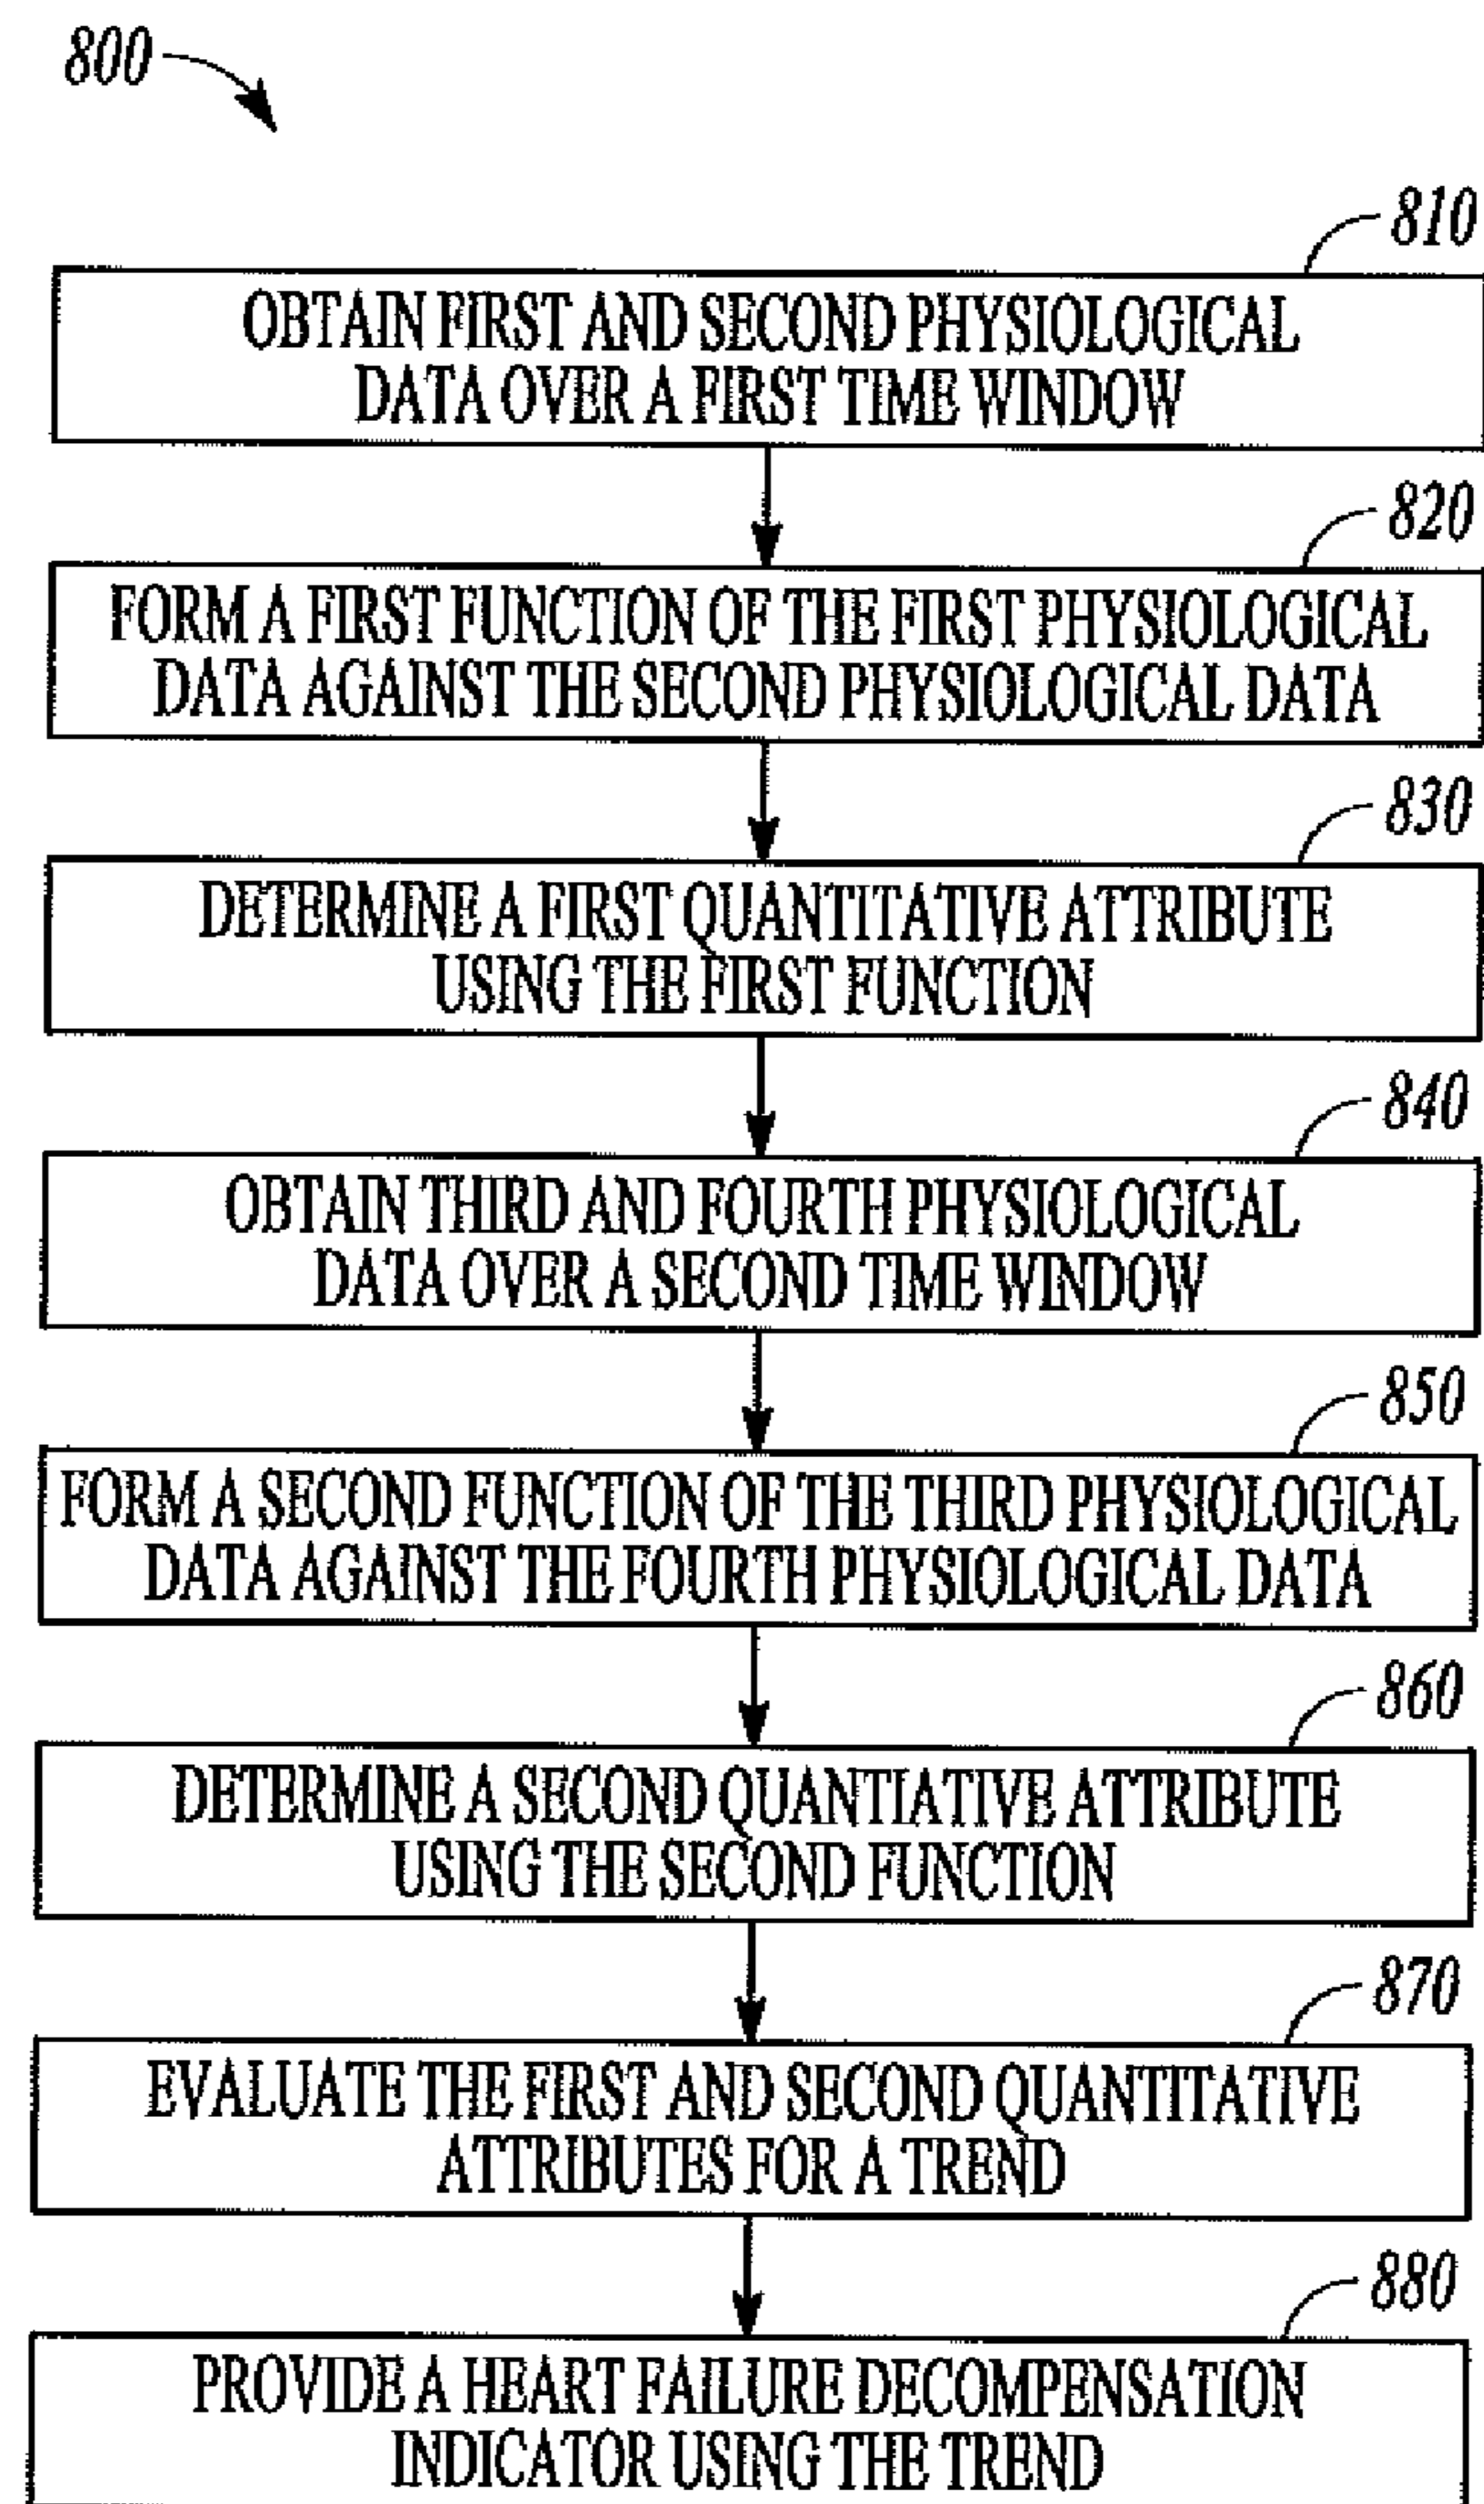 800
810
OBTAIN FIRST AND SECOND PHYSIOLOGICAL
DATA OVER A FIRST TIME WINDOW
820
FORM A FIRST FUNCTION OF THE FIRST PHYSIOLOGICAL
DATA AGAINST THE SECOND PHYSIOLOGICAL DATA
830
DETERMINE A FIRST QUANTITATIVE ATTRIBUTE
USING THE FIRST FUNCTION
840
OBTAIN THIRD AND FOURTH PHYSIOLOGICAL
DATA OVER A SECOND TIME WINDOW
850
FORM A SECOND FUNCTION OF THE THIRD PHYSIOLOGICAL
DATA AGAINST THE FOURTH PHYSIOLOGICAL DATA
860
DETERMINE A SECOND QUANTIATIVE ATTRIBUTE
USING THE SECOND FUNCTION
870
EVALUATE THE FIRST AND SECOND QUANTITATIVE
ATTRIBUTES FOR A TREND
880
PROVIDE A HEART FAILURE DECOMPENSATION
INDICATOR USING THE TREND